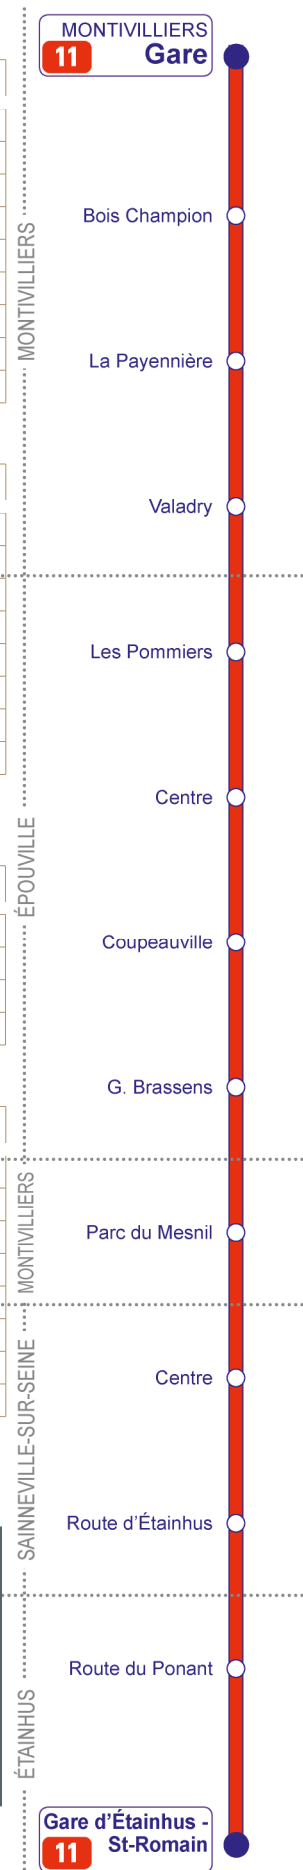 MONTIVILLIERS
11 Gare
Bois Champion
MONTIVILLIERS
La Payennière
Valadry
Les Pommiers
Centre
ÉPOUVILLE
Coupeauville
G. Brassens
MONTIVILLIERS
Parc du Mesnil
Centre
SAINNEVILLE-SUR-SEINE
Route d'Étainhus
Route du Ponant
ÉTAINHUS
Gare d'Étainhus -
11 St-Romain